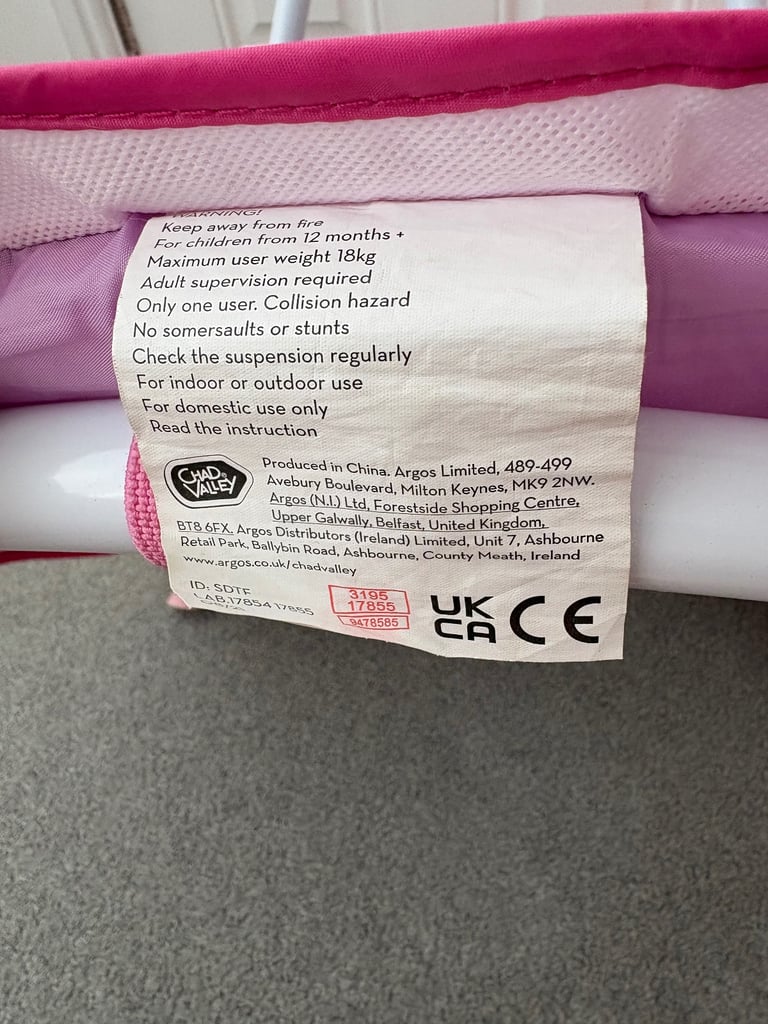 WARNING!
Keep away from fire
For children from 12 months +
Maximum user weight 18kg
Adult supervision required
Only one user. Collision hazard
No somersaults or stunts
Check the suspension regularly
For indoor or outdoor use
For domestic use only
Read the instruction
CHAD VALLEY
Produced in China. Argos Limited, 489-499
Avebury Boulevard, Milton Keynes, MK9 2NW.
Argos (N.I.) Ltd, Forestside Shopping Centre,
Upper Galwally, Belfast, United Kingdom,
BT8 6FX. Argos Distributors (Ireland) Limited, Unit 7, Ashbourne
Retail Park, Ballybin Road, Ashbourne, County Meath, Ireland
www.argos.co.uk/chadvalley
ID: SDTF
LAB.17854 17855
3195
17855
9478585
UK
CA CE